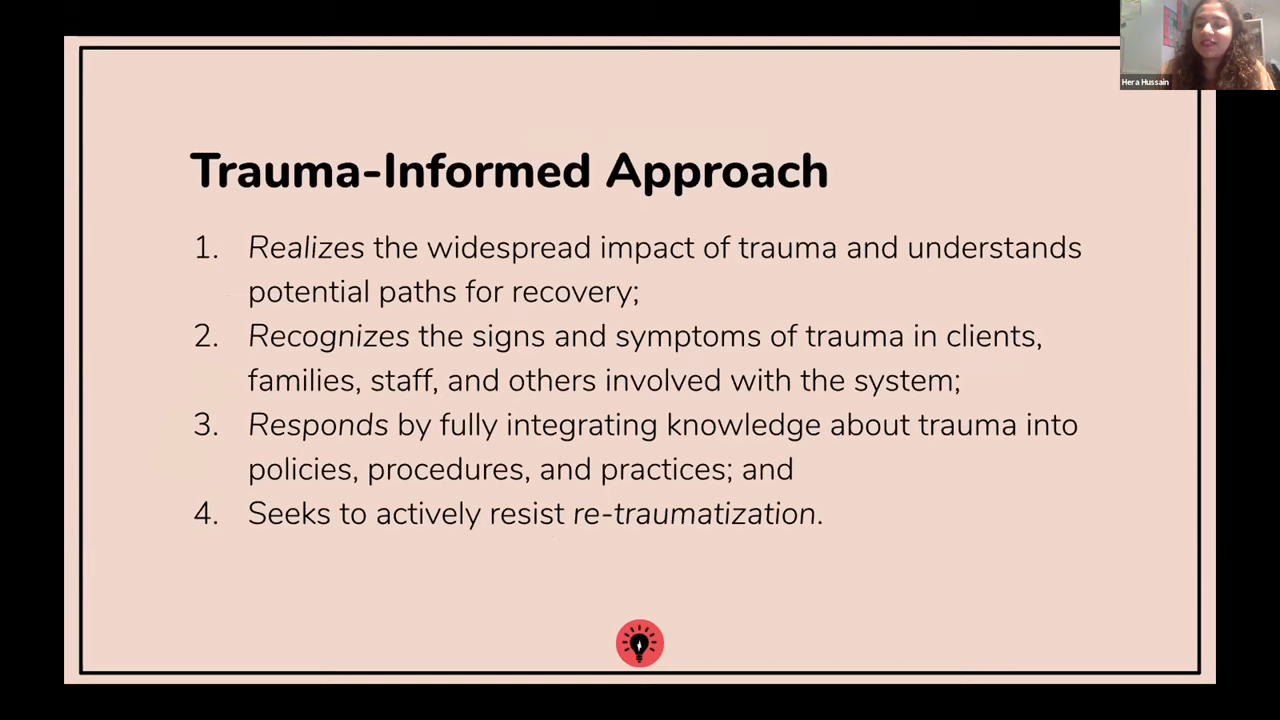 Hera Hussain
Trauma-Informed Approach
1. Realizes the widespread impact of trauma and understands
potential paths for recovery;
2. Recognizes the signs and symptoms of trauma in clients,
families, staff, and others involved with the system;
3. Responds by fully integrating knowledge about trauma into
policies, procedures, and practices; and
4. Seeks to actively resist re-traumatization.